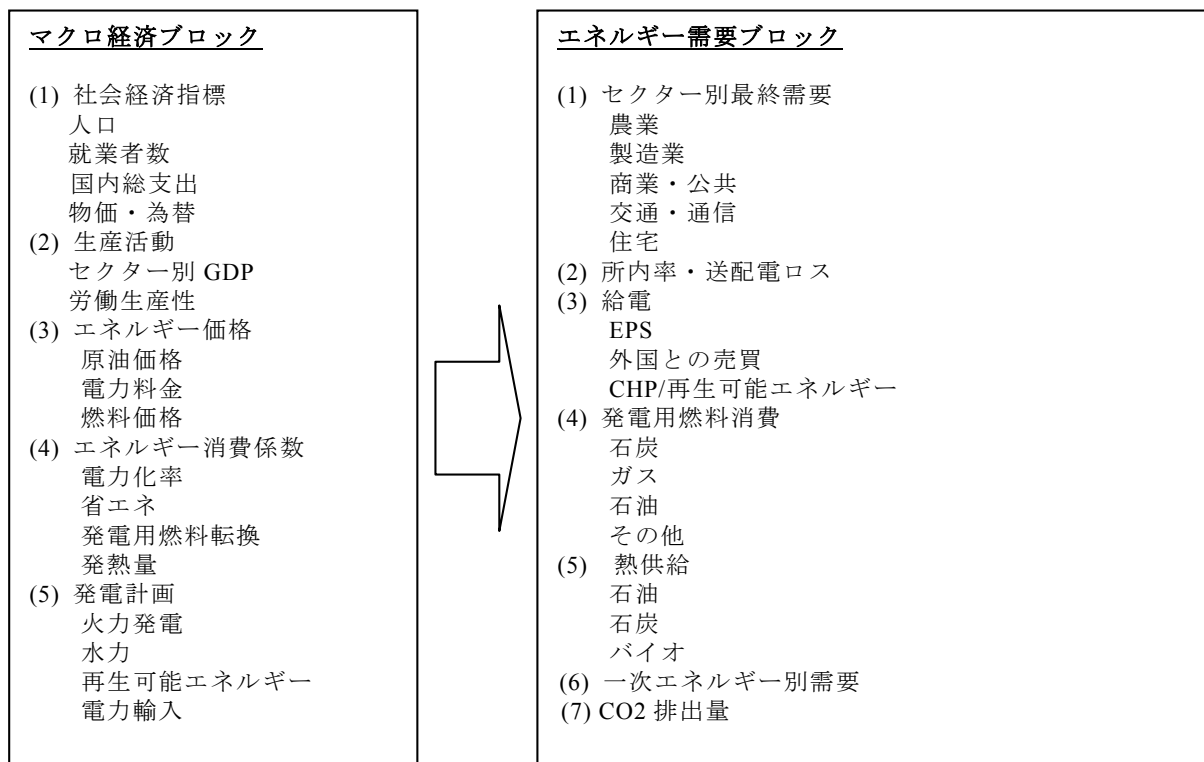 マクロ経済ブロック
(1) 社会経済指標
人口
就業者数
国内総支出
物価・為替
(2) 生産活動
セクター別 GDP
労働生産性
(3) エネルギー価格
原油価格
電力料金
燃料価格
(4) エネルギー消費係数
電力化率
省エネ
発電用燃料転換
発熱量
(5) 発電計画
火力発電
水力
再生可能エネルギー
電力輸入
エネルギー需要ブロック
(1) セクター別最終需要
農業
製造業
商業・公共
交通・通信
住宅
(2) 所内率・送配電ロス
(3) 給電
EPS
外国との売買
CHP/再生可能エネルギー
(4) 発電用燃料消費
石炭
ガス
石油
その他
(5) 熱供給
石油
石炭
バイオ
(6) 一次エネルギー別需要
(7) CO2 排出量